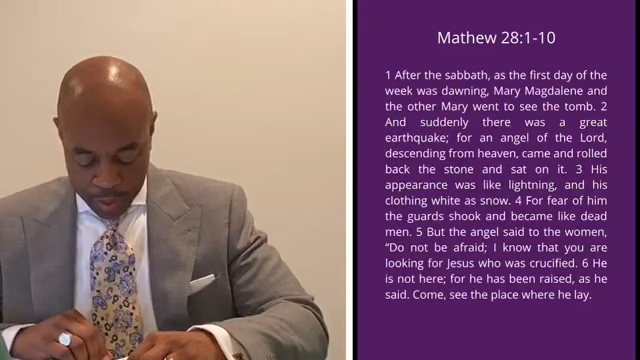 Mathew 28:1-10
1 After the sabbath, as the first day of the
week was dawning, Mary Magdalene and
the other Mary went to see the tomb. 2
And suddenly there was a great
earthquake; for an angel of the Lord,
descending from heaven, came and rolled
back the stone and sat on it. 3 His
appearance was like lightning, and his
clothing white as snow. 4 For fear of him
the guards shook and became like dead
men. 5 But the angel said to the women,
“Do not be afraid; I know that you are
looking for Jesus who was crucified. 6 He
is not here; for he has been raised, as he
said. Come, see the place where he lay.